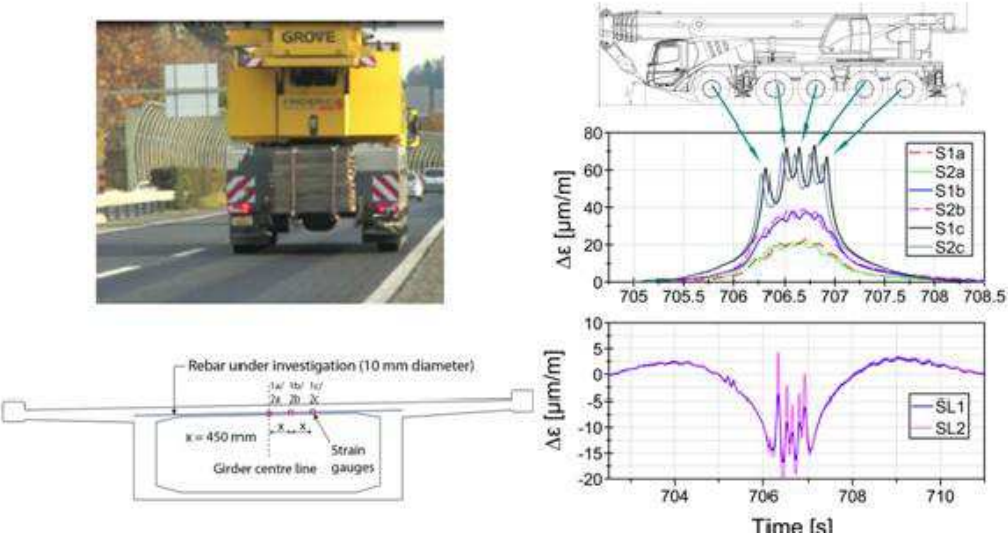 GROVE
80
60
40
20
0
Δε [μm/m]
705 705.5 706 706.5 707 707.5 708 708.5
S1a
S2a
S1b
S2b
S1c
S2c
10
5
0
-5
-10
-15
-20
Δε [μm/m]
704 706 708 710
SL1
SL2
Time [s]
Rebar under investigation (10 mm diameter)
1a/ 1b/ 1c/
2a 2b 2c
x x
x = 450 mm
Strain
gauges
Girder centre line